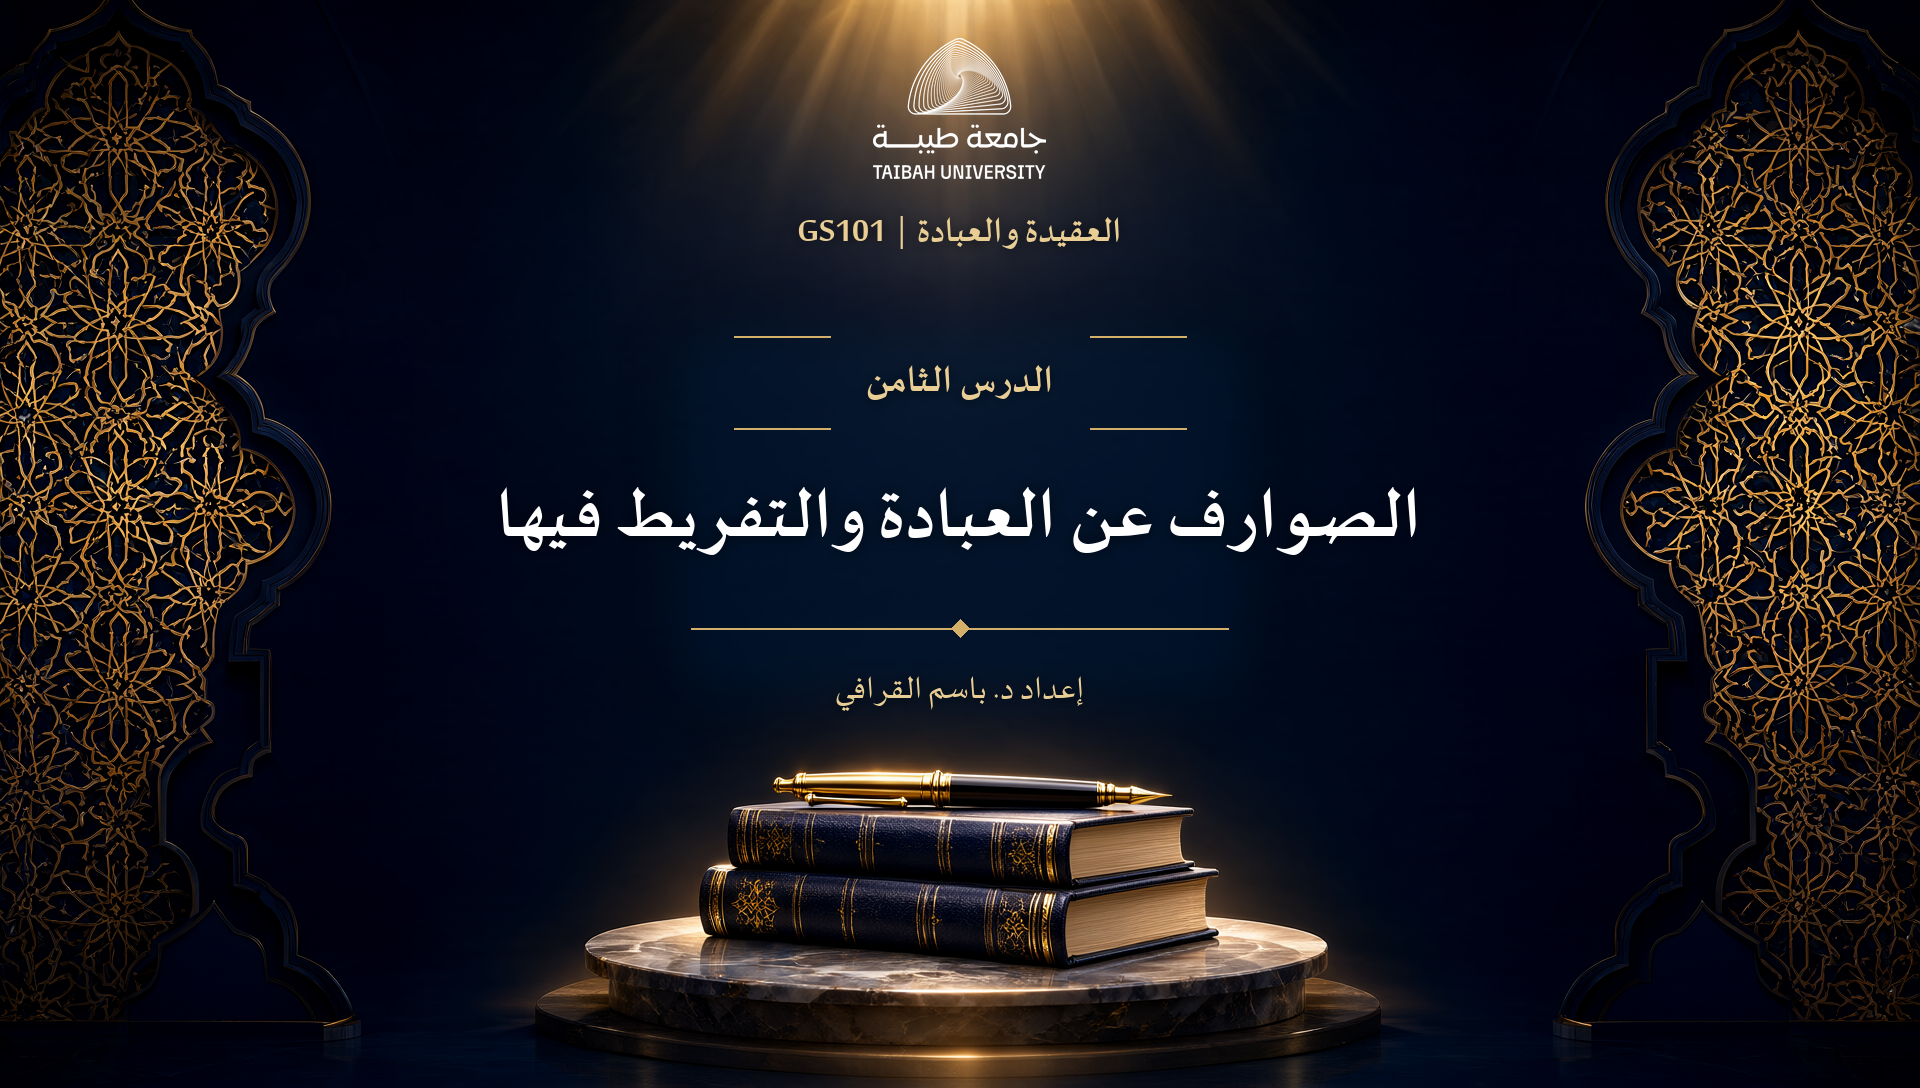 جامعة طيبـــة
TAIBAH UNIVERSITY
العقيدة والعبادة | GS101
الدرس الثامن
الصوارف عن العبادة والتفريط فيها
إعداد د. باسم القرافي